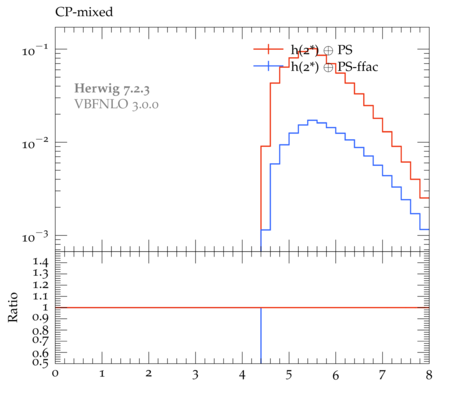 CP-mixed
10⁻¹
h(2*) ⊕ PS
h(2*) ⊕ PS-ffac
Herwig 7.2.3
VBFNLO 3.0.0
10⁻²
10⁻³
1.4
1.3
1.2
1.1
1
0.9
0.8
0.7
0.6
0.5
Ratio
0 1 2 3 4 5 6 7 8